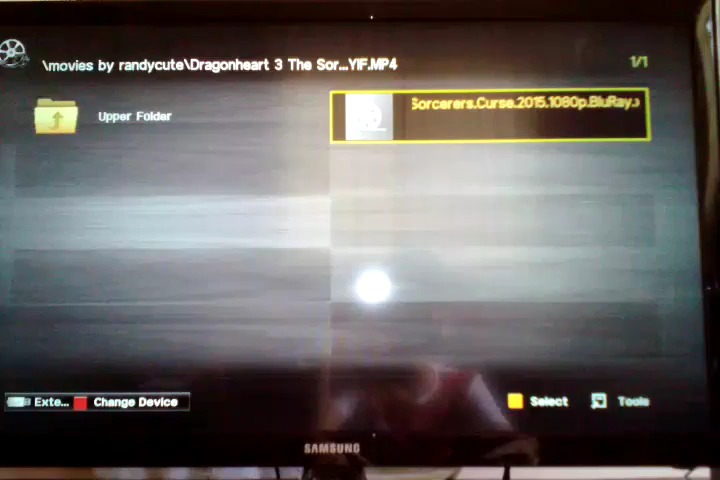 \movies by randycute\Dragonheart 3 The Sor...YIF.MP4
1/1
Upper Folder
Sorcerers.Curse.2015.1080p.BluRay.x
Exte... Change Device
Select Tools
SAMSUNG